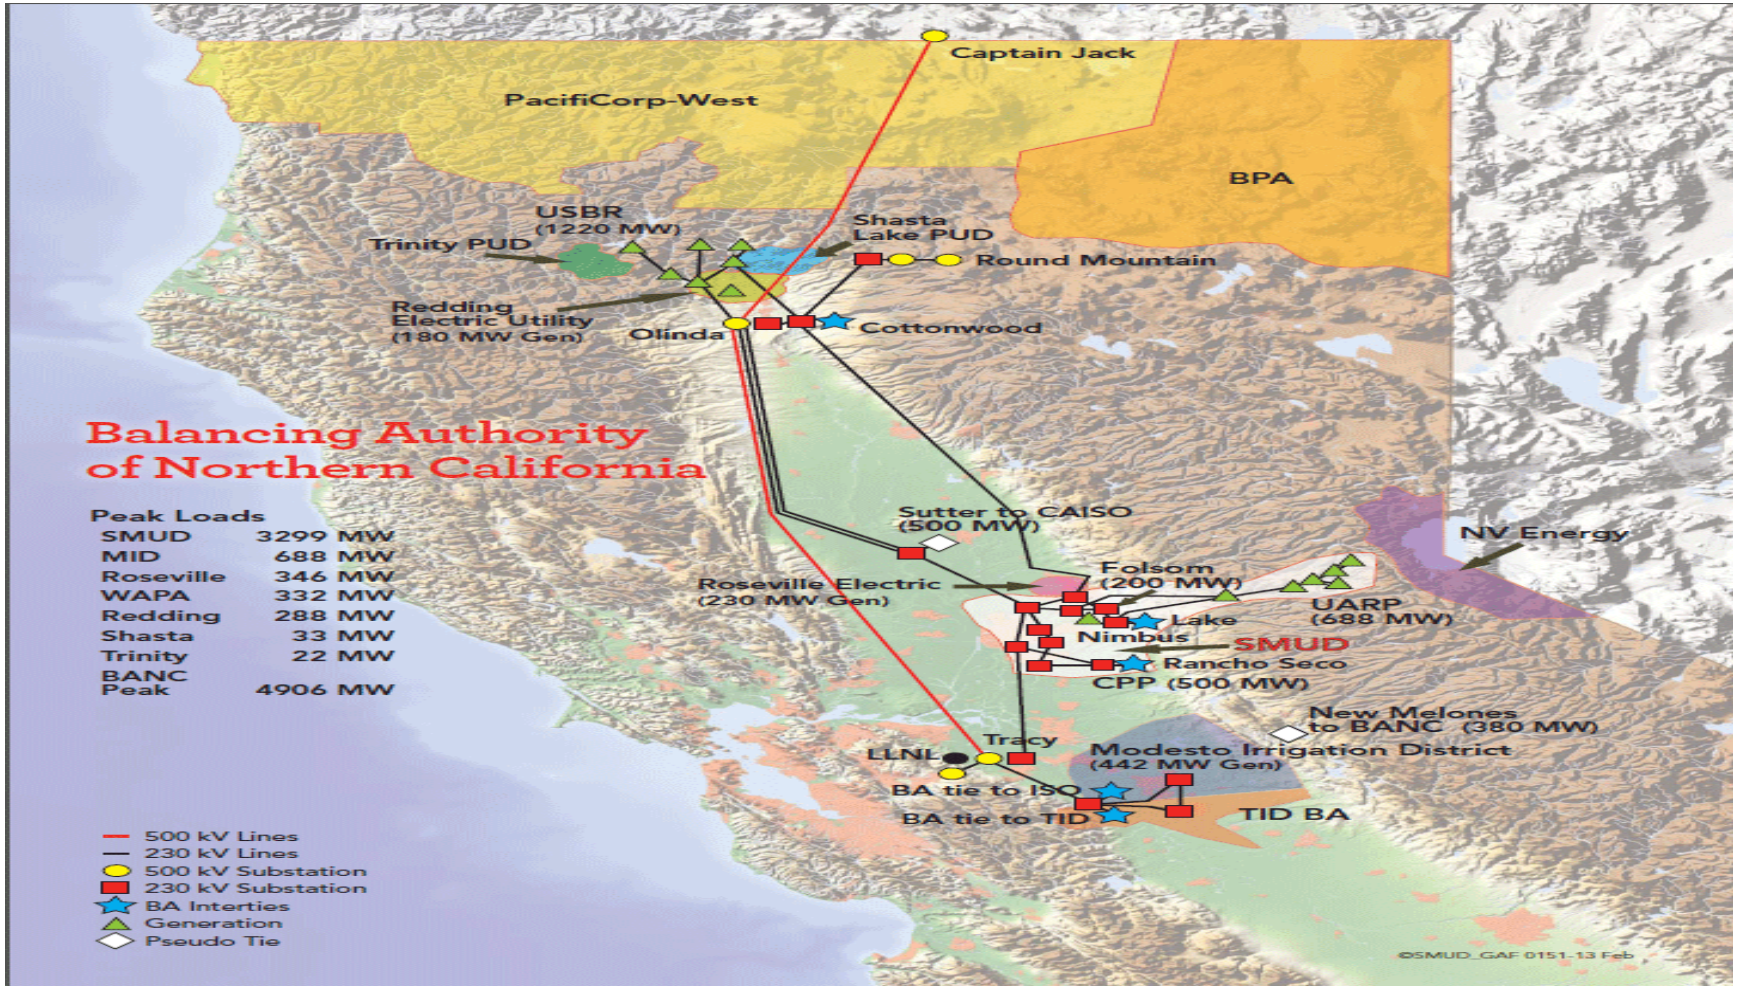 Captain Jack
PacifiCorp-West
BPA
USBR
(1220 MW)
Trinity PUD
Shasta
Lake PUD
Round Mountain
Redding
Electric Utility
(180 MW Gen)
Olinda
Cottonwood
Balancing Authority
of Northern California
Peak Loads
SMUD 3299 MW
MID 688 MW
Roseville 346 MW
WAPA 332 MW
Redding 288 MW
Shasta 33 MW
Trinity 22 MW
BANC
Peak 4906 MW
Sutter to CAISO
(500 MW)
NV Energy
Roseville Electric
(230 MW Gen)
Folsom
(200 MW)
UARP
(688 MW)
Lake
Nimbus
SMUD
Rancho Seco
CPP (500 MW)
New Melones
to BANC (380 MW)
Tracy
LLNL
Modesto Irrigation District
(442 MW Gen)
BA tie to ISO
BA tie to TID
TID BA
500 kV Lines
230 kV Lines
500 kV Substation
230 kV Substation
BA Interties
Generation
Pseudo Tie
©SMUD_GAF 0151-13 Feb